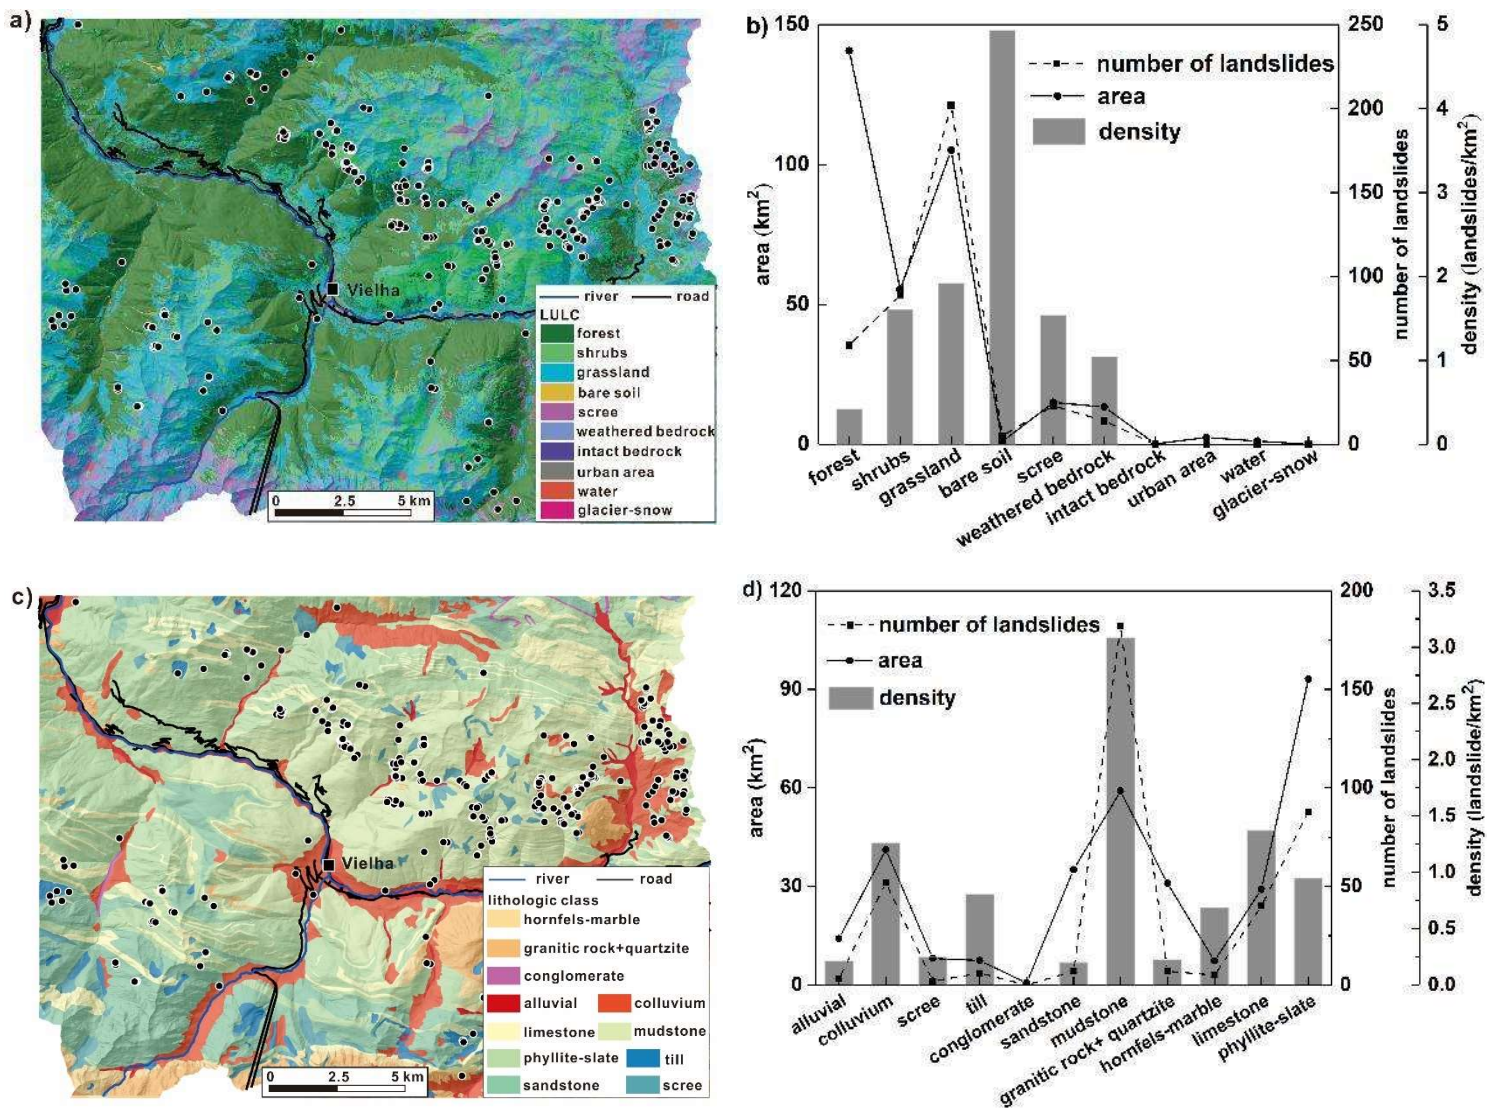 a)
Vielha
river road
LULC
forest
shrubs
grassland
bare soil
scree
weathered bedrock
intact bedrock
urban area
water
glacier-snow
0 2.5 5 km
b)
150
100
50
0
area (km2)
number of landslides
area
density
250
200
150
100
50
0
number of landslides
5
4
3
2
1
0
density (landslides/km2)
forest
shrubs
grassland
bare soil
scree
weathered bedrock
intact bedrock
urban area
water
glacier-snow
c)
Vielha
river road
lithologic class
hornfels-marble
granitic rock+quartzite
conglomerate
alluvial colluvium
limestone mudstone
phyllite-slate till
sandstone scree
0 2.5 5 km
d)
120
90
60
30
0
area (km2)
number of landslides
area
density
200
150
100
50
0
number of landslides
3.5
3.0
2.5
2.0
1.5
1.0
0.5
0.0
density (landslide/km2)
alluvial
colluvium
scree
till
conglomerate
sandstone
mudstone
granitic rock+ quartzite
hornfels-marble
limestone
phyllite-slate